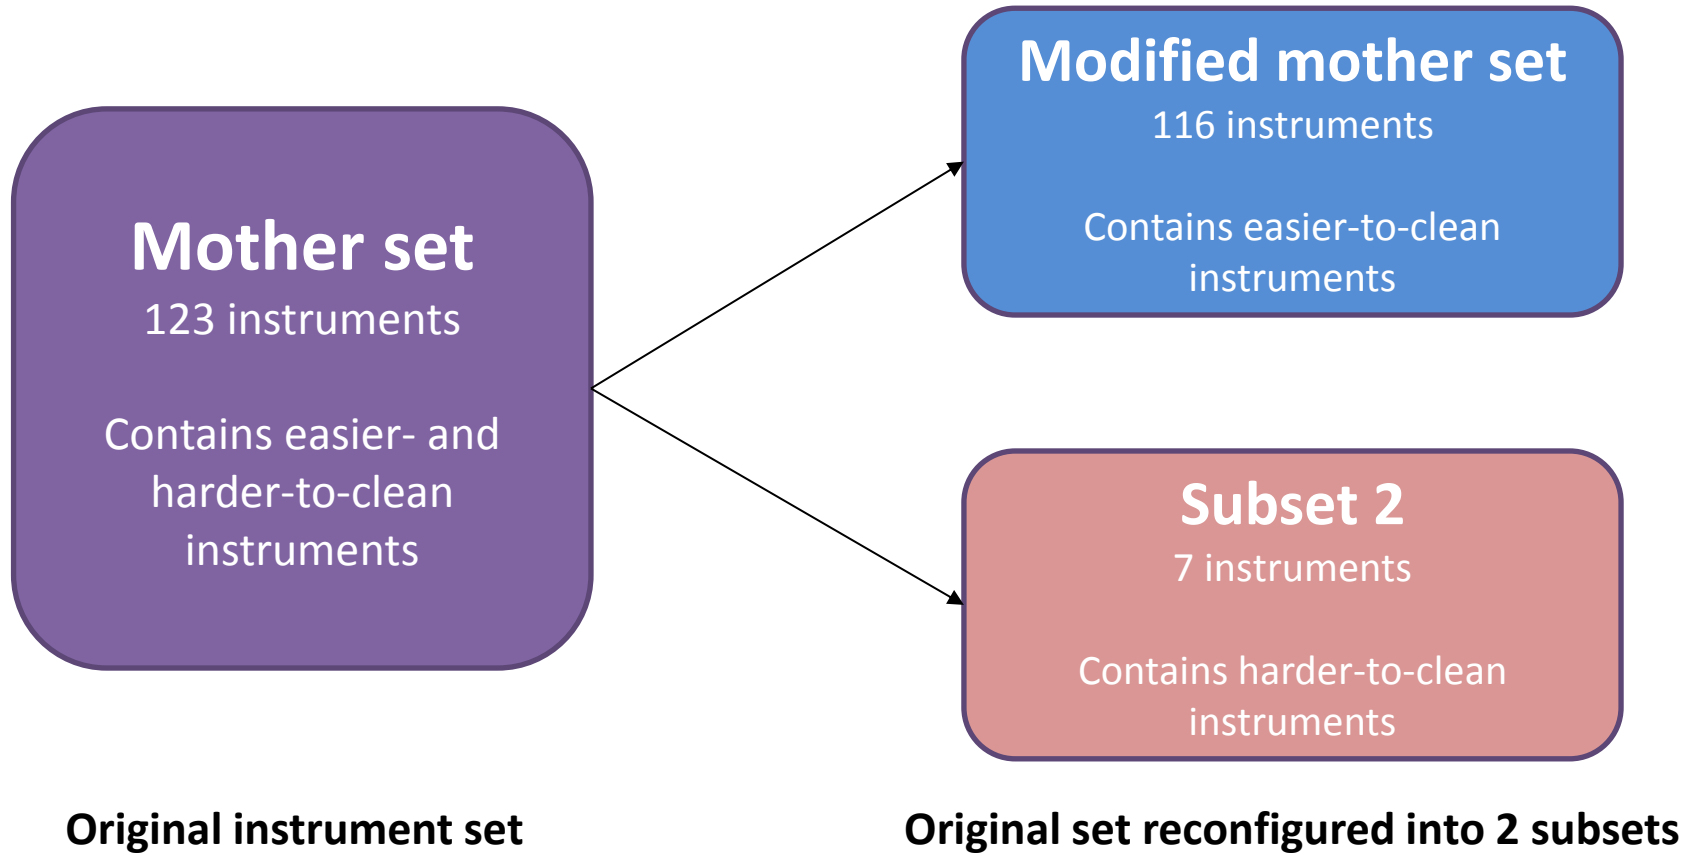 Mother set
123 instruments
Contains easier- and
harder-to-clean
instruments
Original instrument set
Modified mother set
116 instruments
Contains easier-to-clean
instruments
Subset 2
7 instruments
Contains harder-to-clean
instruments
Original set reconfigured into 2 subsets